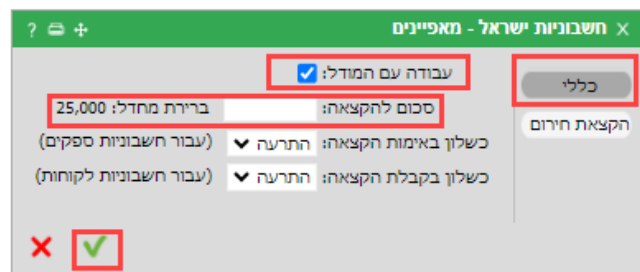 חשבוניות ישראל - מאפיינים
כללי
הקצאת חירום
עבודה עם המודל:
סכום להקצאה: ברירת מחדל: 25,000
כשלון באימות הקצאה: התרעה (עבור חשבוניות ספקים)
כשלון בקבלת הקצאה: התרעה (עבור חשבוניות לקוחות)